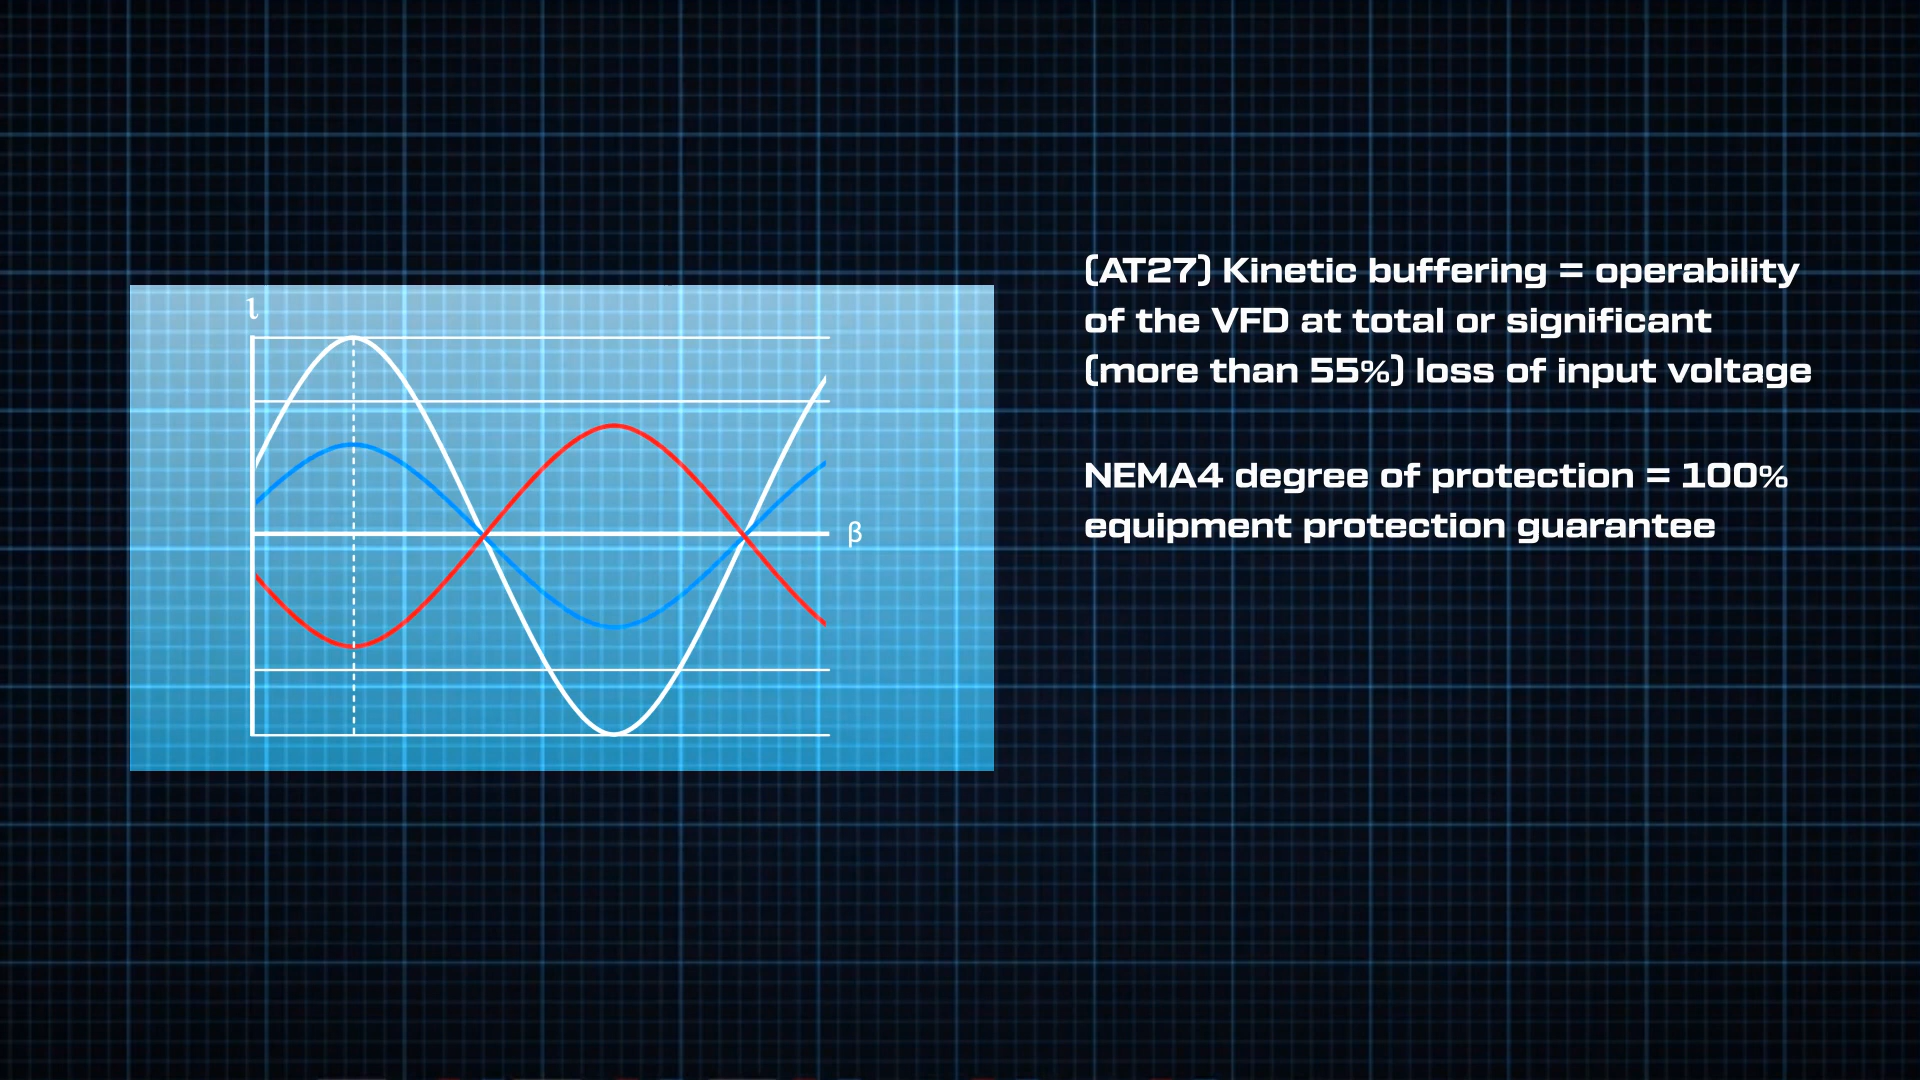 ι
β
(AT27) Kinetic buffering = operability
of the VFD at total or significant
(more than 55%) loss of input voltage
NEMA4 degree of protection = 100%
equipment protection guarantee